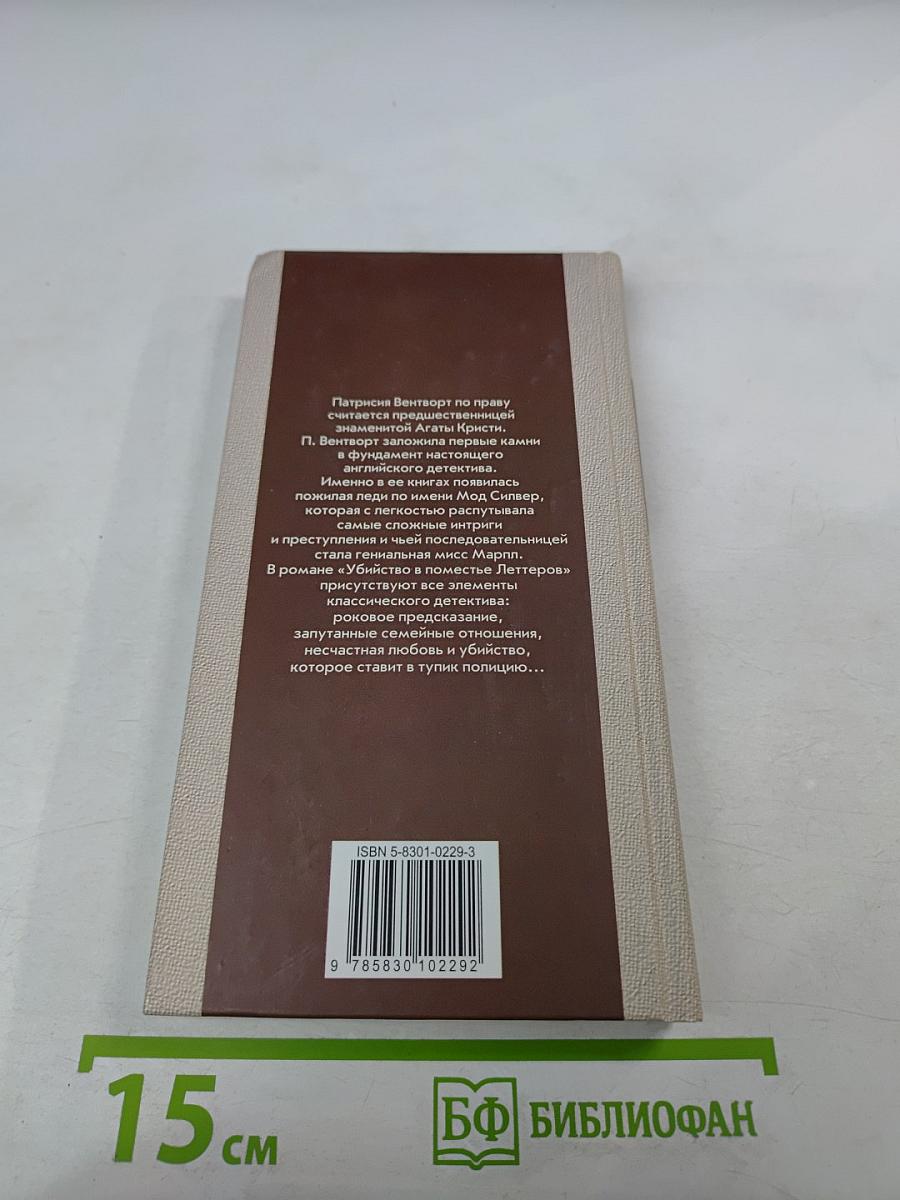 Патрисия Вентворт по праву
считается предшественницей
знаменитой Агаты Кристи.
П. Вентворт заложила первые камни
в фундамент настоящего
английского детектива.
Именно в ее книгах появилась
пожилая леди по имени Мод Силвер,
которая с легкостью распутывала
самые сложные интриги
и преступления и чьей последовательницей
стала гениальная мисс Марпл.
В романе «Убийство в поместье Леттеров»
присутствуют все элементы
классического детектива:
роковое предсказание,
запутанные семейные отношения,
несчастная любовь и убийство,
которое ставит в тупик полицию...
ISBN 5-8301-0229-3
9 785830 102292
15 см
БФ БИБЛИОФАН